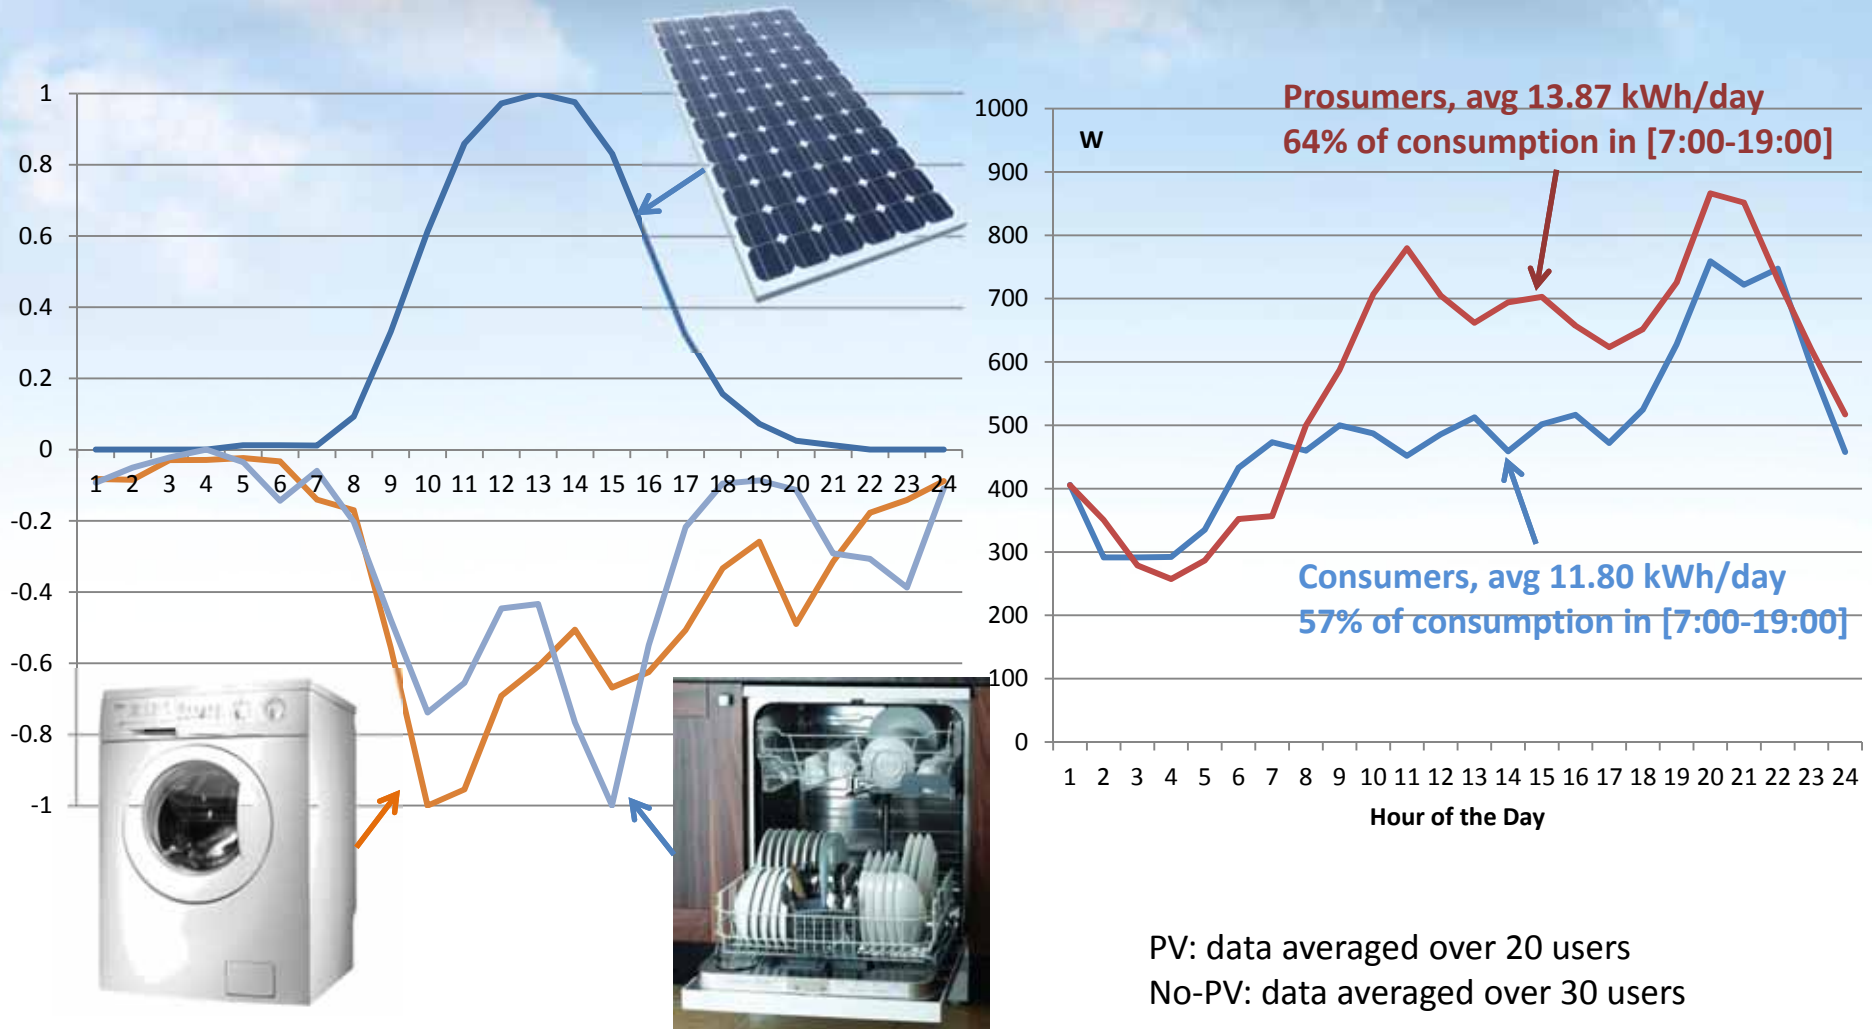 1
0.8
0.6
0.4
0.2
0
-0.2
-0.4
-0.6
-0.8
-1
1 2 3 4 5 6 7 8 9 10 11 12 13 14 15 16 17 18 19 20 21 22 23 24
1000
900
800
700
600
500
400
300
200
100
0
W
Prosumers, avg 13.87 kWh/day
64% of consumption in [7:00-19:00]
Consumers, avg 11.80 kWh/day
57% of consumption in [7:00-19:00]
1 2 3 4 5 6 7 8 9 10 11 12 13 14 15 16 17 18 19 20 21 22 23 24
Hour of the Day
PV: data averaged over 20 users
No-PV: data averaged over 30 users